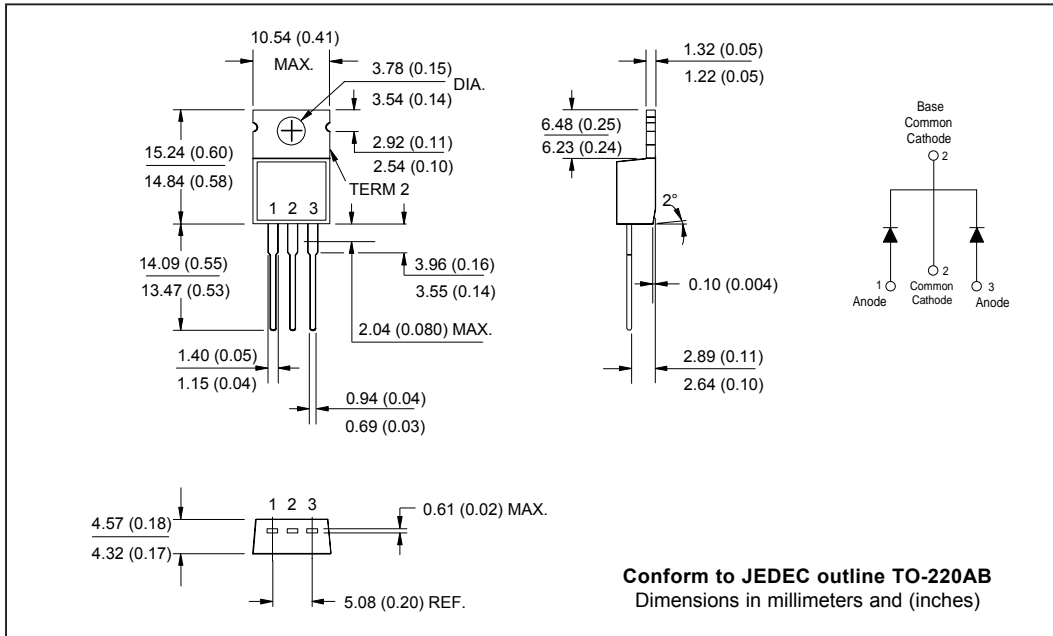 10.54 (0.41)
MAX.
3.78 (0.15)
3.54 (0.14)
DIA.
15.24 (0.60)
14.84 (0.58)
2.92 (0.11)
2.54 (0.10)
TERM 2
1 2 3
14.09 (0.55)
13.47 (0.53)
3.96 (0.16)
3.55 (0.14)
2.04 (0.080) MAX.
1.40 (0.05)
1.15 (0.04)
0.94 (0.04)
0.69 (0.03)
1.32 (0.05)
1.22 (0.05)
6.48 (0.25)
6.23 (0.24)
2°
0.10 (0.004)
2.89 (0.11)
2.64 (0.10)
Base
Common
Cathode
2
1
Anode
2
Common
Cathode
3
Anode
1 2 3
4.57 (0.18)
4.32 (0.17)
0.61 (0.02) MAX.
5.08 (0.20) REF.
Conform to JEDEC outline TO-220AB
Dimensions in millimeters and (inches)